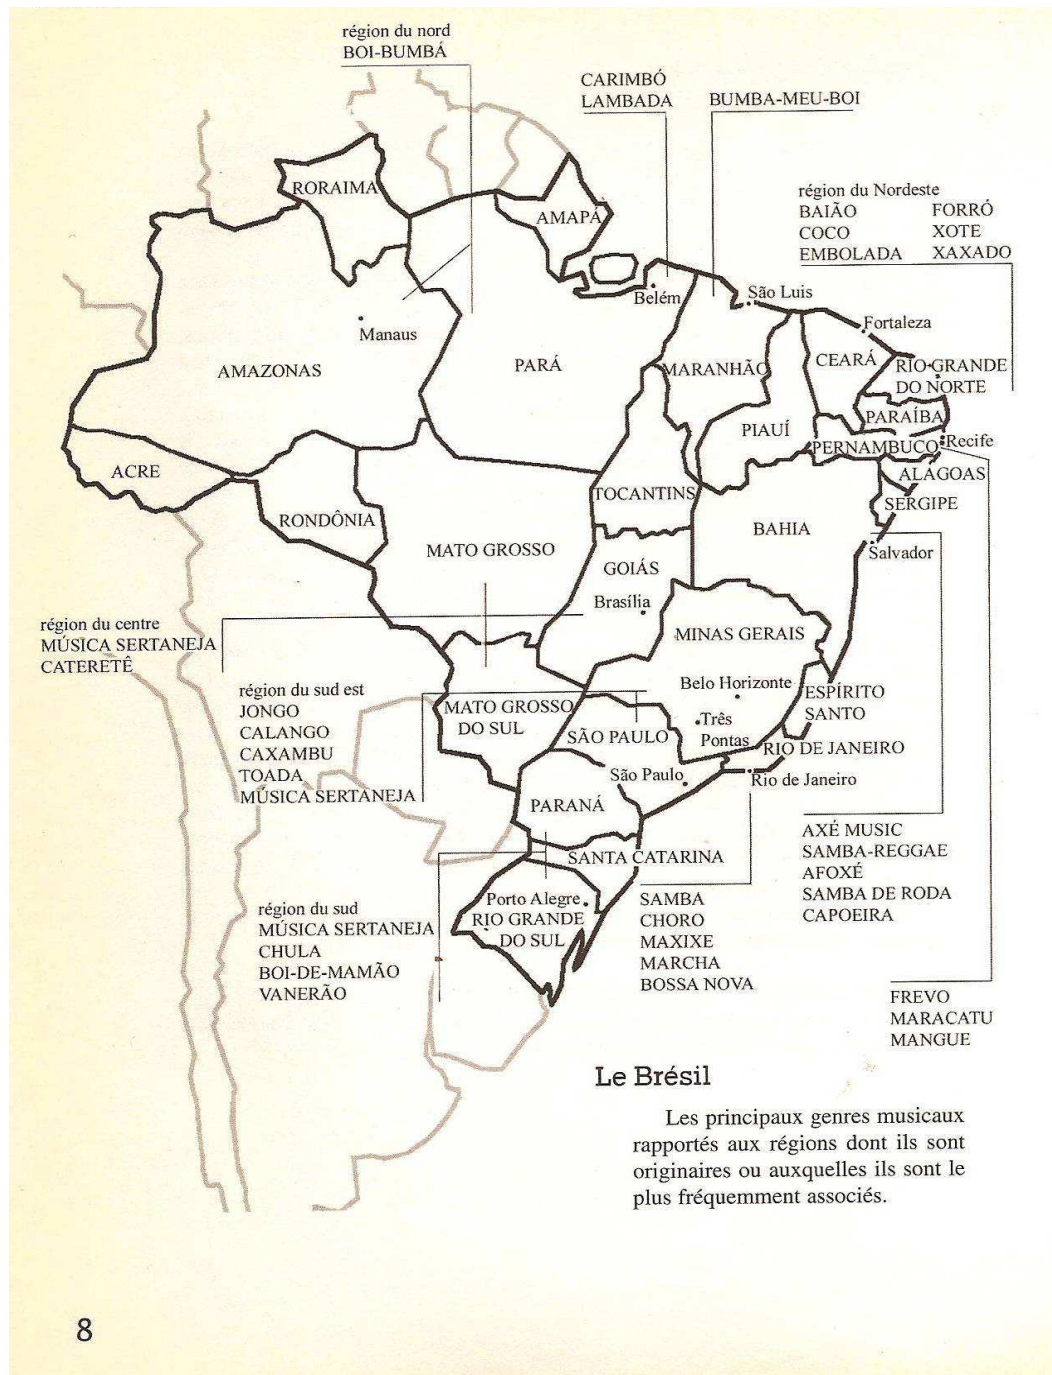 région du nord
BOI-BUMBÁ
CARIMBÓ
LAMBADA
BUMBA-MEU-BOI
région du Nordeste
BAIÃO FORRÓ
COCO XOTE
EMBOLADA XAXADO
RORAIMA
AMAPÁ
Belém
São Luis
Manaus
Fortaleza
AMAZONAS
PARÁ
MARANHÃO
CEARÁ
RIO GRANDE
DO NORTE
PARAÍBA
PIAUÍ
PERNAMBUCO
Recife
ACRE
ALAGOAS
TOCANTINS
SERGIPE
RONDÔNIA
MATO GROSSO
BAHIA
Salvador
GOIÁS
Brasília
région du centre
MÚSICA SERTANEJA
CATERETÊ
MINAS GERAIS
région du sud est
JONGO
CALANGO
CAXAMBU
TOADA
MÚSICA SERTANEJA
MATO GROSSO
DO SUL
Belo Horizonte
ESPÍRITO
SANTO
Três
Pontas
SÃO PAULO
RIO DE JANEIRO
São Paulo
Rio de Janeiro
PARANÁ
AXÉ MUSIC
SAMBA-REGGAE
AFOXÉ
SAMBA DE RODA
CAPOEIRA
SANTA CATARINA
Porto Alegre
RIO GRANDE
DO SUL
région du sud
MÚSICA SERTANEJA
CHULA
BOI-DE-MAMÃO
VANERÃO
SAMBA
CHORO
MAXIXE
MARCHA
BOSSA NOVA
FREVO
MARACATU
MANGUE
Le Brésil
Les principaux genres musicaux
rapportés aux régions dont ils sont
originaires ou auxquelles ils sont le
plus fréquemment associés.
8